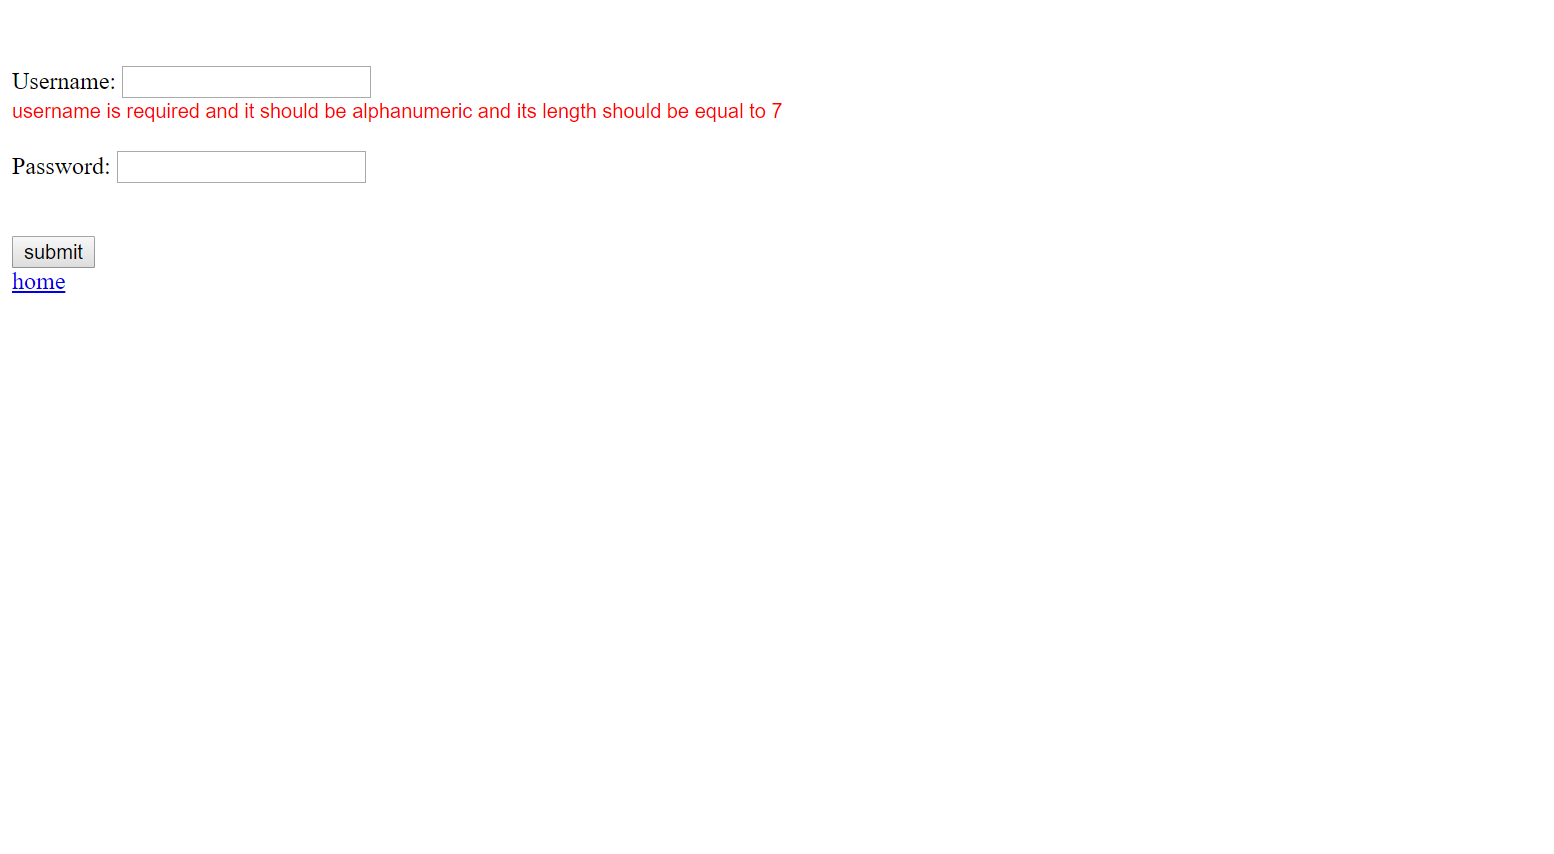 Username:
username is required and it should be alphanumeric and its length should be equal to 7
Password:
submit
home